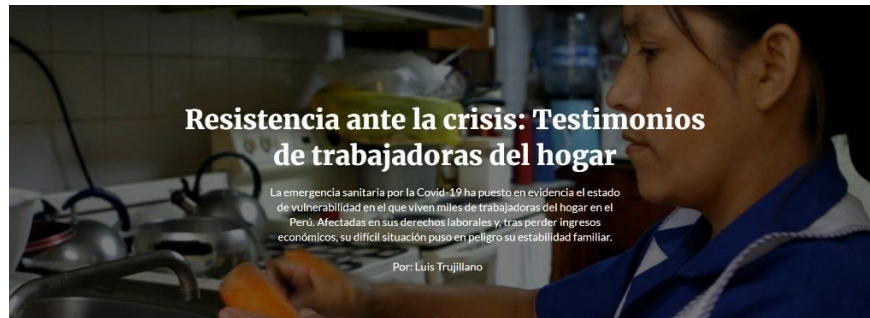 Resistencia ante la crisis: Testimonios
de trabajadoras del hogar
La emergencia sanitaria por la Covid-19 ha puesto en evidencia el estado
de vulnerabilidad en el que viven miles de trabajadoras del hogar en el
Perú. Afectadas en sus derechos laborales y, tras perder ingresos
económicos, su difícil situación puso en peligro su estabilidad familiar.
Por: Luis Trujillano